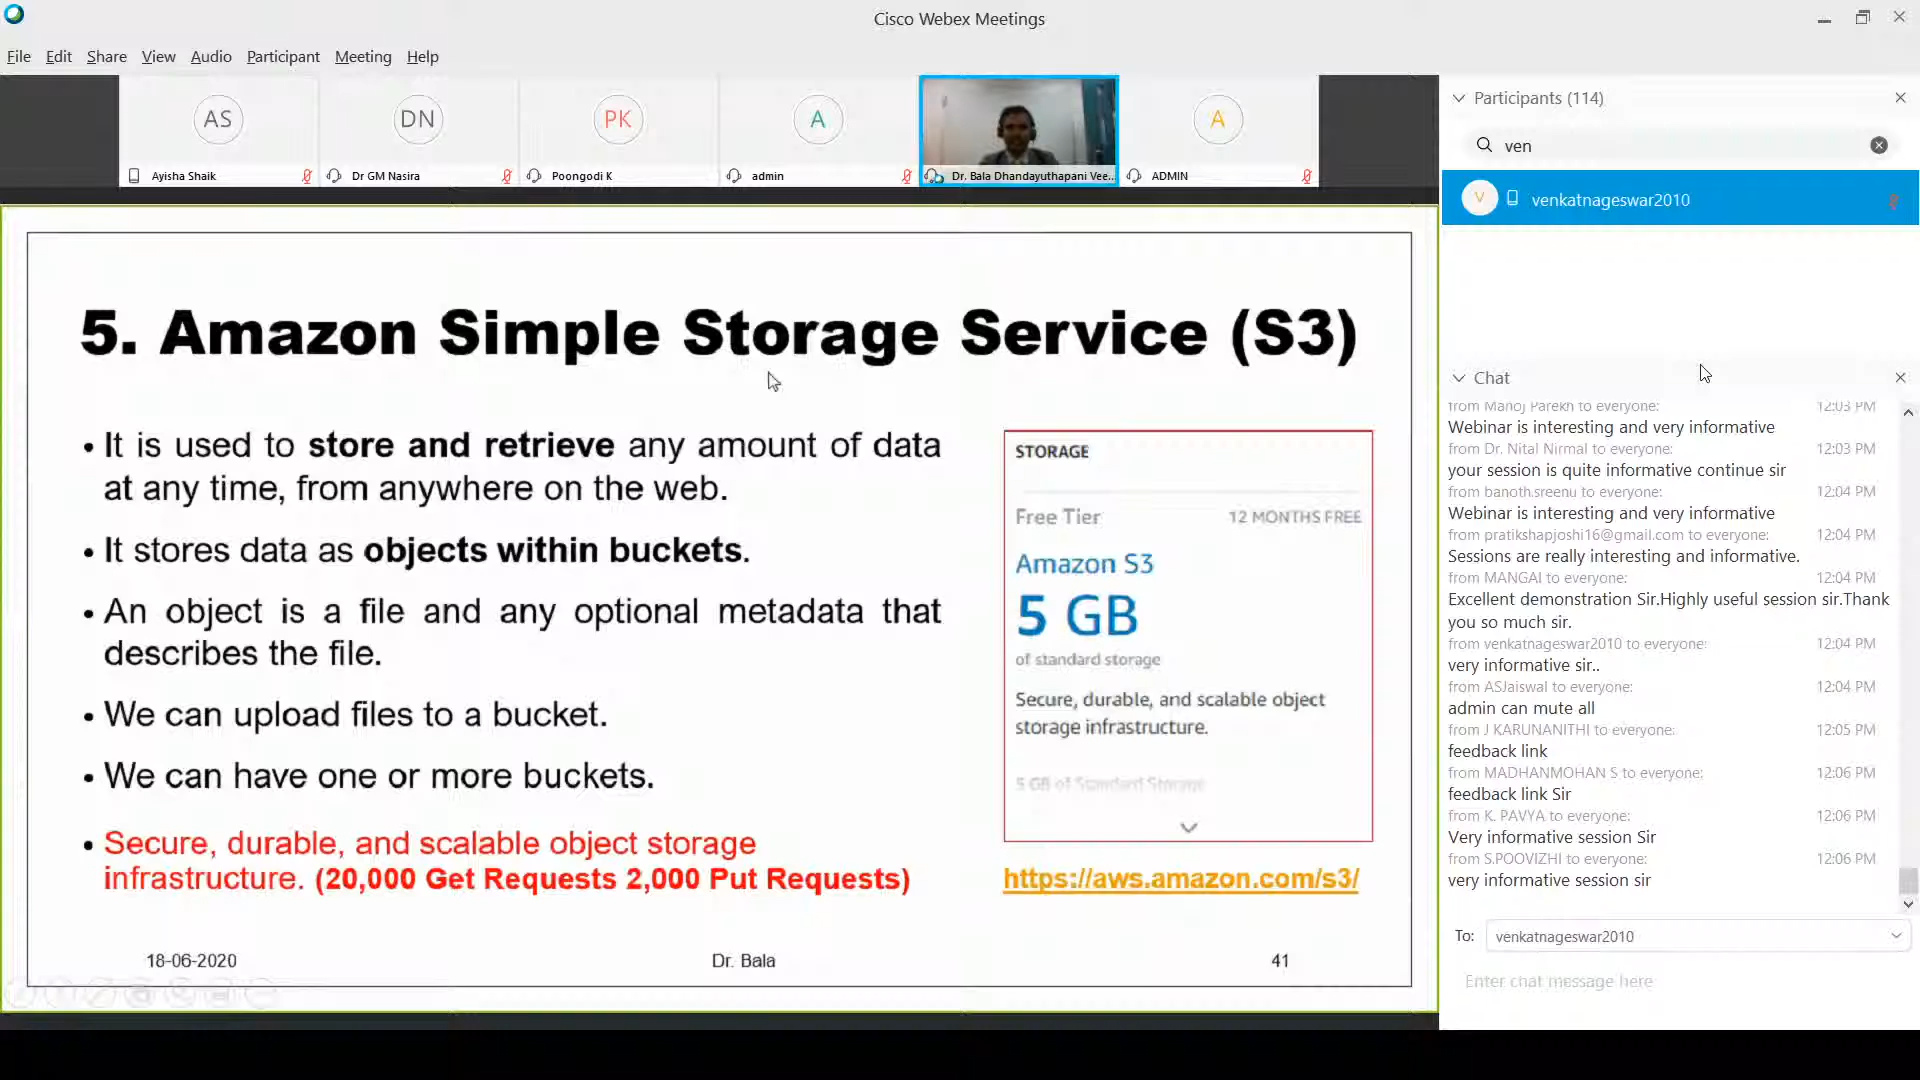 Cisco Webex Meetings
File Edit Share View Audio Participant Meeting Help
AS
DN
PK
A
A
Ayisha Shaik
Dr GM Nasira
Poongodi K
admin
Dr. Bala Dhandayuthapani Vee...
ADMIN
5. Amazon Simple Storage Service (S3)
• It is used to store and retrieve any amount of data
at any time, from anywhere on the web.
• It stores data as objects within buckets.
• An object is a file and any optional metadata that
describes the file.
• We can upload files to a bucket.
• We can have one or more buckets.
• Secure, durable, and scalable object storage
infrastructure. (20,000 Get Requests 2,000 Put Requests)
STORAGE
Free Tier 12 MONTHS FREE
Amazon S3
5 GB
of standard storage
Secure, durable, and scalable object
storage infrastructure.
5 GB of Standard Storage
https://aws.amazon.com/s3/
18-06-2020 Dr. Bala 41
Participants (114)
ven
V venkatnageswar2010
Chat
from Manoj Parekh to everyone: 12:03 PM
Webinar is interesting and very informative
from Dr. Nital Nirmal to everyone: 12:03 PM
your session is quite informative continue sir
from banoth.sreenu to everyone: 12:04 PM
Webinar is interesting and very informative
from pratikshapjoshi16@gmail.com to everyone: 12:04 PM
Sessions are really interesting and informative.
from MANGAI to everyone: 12:04 PM
Excellent demonstration Sir.Highly useful session sir.Thank
you so much sir.
from venkatnageswar2010 to everyone: 12:04 PM
very informative sir..
from ASJaiswal to everyone: 12:04 PM
admin can mute all
from J KARUNANITHI to everyone: 12:05 PM
feedback link
from MADHANMOHAN S to everyone: 12:06 PM
feedback link Sir
from K. PAVYA to everyone: 12:06 PM
Very informative session Sir
from S.POOVIZHI to everyone: 12:06 PM
very informative session sir
To: venkatnageswar2010
Enter chat message here